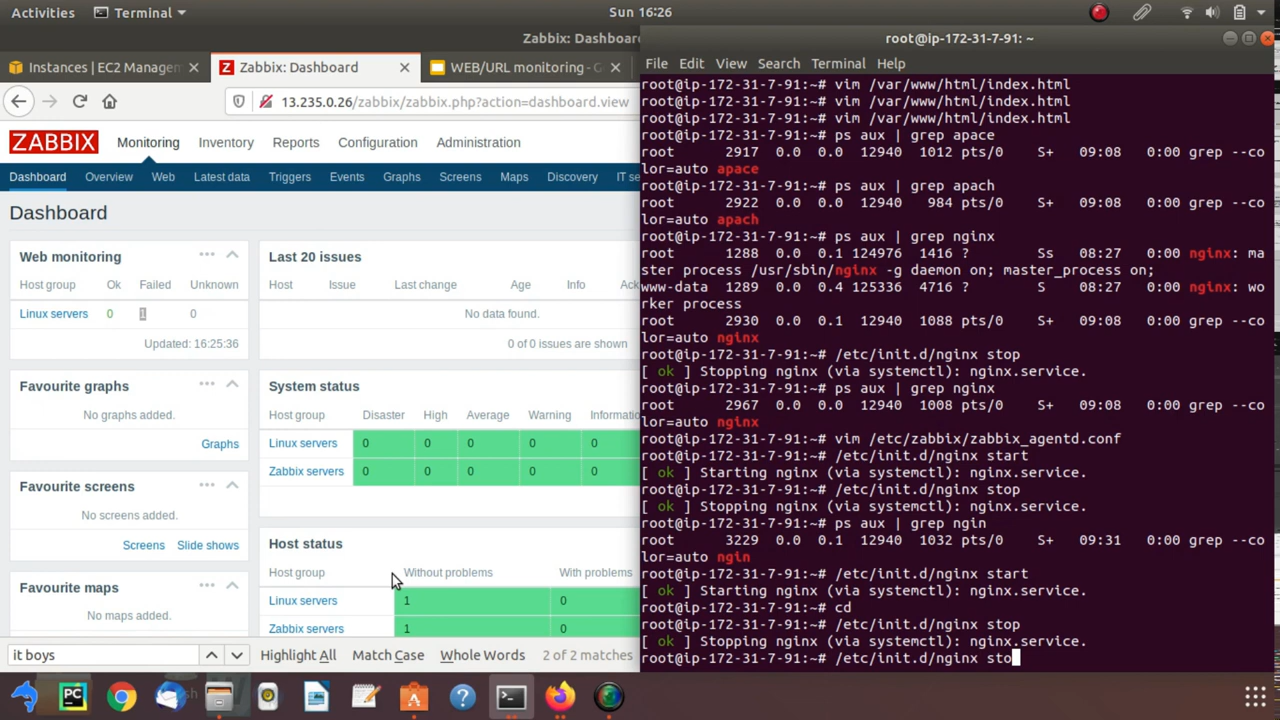 Activities Terminal Sun 16:26
Zabbix: Dashboa
root@ip-172-31-7-91: ~
Instances | EC2 Managem
Zabbix: Dashboard
WEB/URL monitoring - G
File Edit View Search Terminal Help
13.235.0.26/zabbix/zabbix.php?action=dashboard.view
ZABBIX Monitoring Inventory Reports Configuration Administration
Dashboard Overview Web Latest data Triggers Events Graphs Screens Maps Discovery IT se
Dashboard
Web monitoring
Host group Ok Failed Unknown
Linux servers 0 1 0
Updated: 16:25:36
Favourite graphs
No graphs added.
Graphs
Favourite screens
No screens added.
Screens Slide shows
Favourite maps
No maps added.
Last 20 issues
Host Issue Last change Age Info Ack
No data found.
0 of 0 issues are shown
System status
Host group Disaster High Average Warning Informatio
Linux servers 0 0 0 0 0
Zabbix servers 0 0 0 0 0
Host status
Host group Without problems With problems
Linux servers 1 0
Zabbix servers 1 0
it boys Highlight All Match Case Whole Words 2 of 2 matches
root@ip-172-31-7-91:~# vim /var/www/html/index.html
root@ip-172-31-7-91:~# vim /var/www/html/index.html
root@ip-172-31-7-91:~# vim /var/www/html/index.html
root@ip-172-31-7-91:~# ps aux | grep apace
root 2917 0.0 0.0 12940 1012 pts/0 S+ 09:08 0:00 grep --co
lor=auto apace
root@ip-172-31-7-91:~# ps aux | grep apach
root 2922 0.0 0.0 12940 984 pts/0 S+ 09:08 0:00 grep --co
lor=auto apach
root@ip-172-31-7-91:~# ps aux | grep nginx
root 1288 0.0 0.1 124976 1416 ? Ss 08:27 0:00 nginx: ma
ster process /usr/sbin/nginx -g daemon on; master_process on;
www-data 1289 0.0 0.4 125336 4716 ? S 08:27 0:00 nginx: wo
rker process
root 2930 0.0 0.1 12940 1088 pts/0 S+ 09:08 0:00 grep --co
lor=auto nginx
root@ip-172-31-7-91:~# /etc/init.d/nginx stop
[ ok ] Stopping nginx (via systemctl): nginx.service.
root@ip-172-31-7-91:~# ps aux | grep nginx
root 2967 0.0 0.0 12940 1008 pts/0 S+ 09:08 0:00 grep --co
lor=auto nginx
root@ip-172-31-7-91:~# vim /etc/zabbix/zabbix_agentd.conf
root@ip-172-31-7-91:~# /etc/init.d/nginx start
[ ok ] Starting nginx (via systemctl): nginx.service.
root@ip-172-31-7-91:~# /etc/init.d/nginx stop
[ ok ] Stopping nginx (via systemctl): nginx.service.
root@ip-172-31-7-91:~# ps aux | grep ngin
root 3229 0.0 0.1 12940 1032 pts/0 S+ 09:31 0:00 grep --co
lor=auto ngin
root@ip-172-31-7-91:~# /etc/init.d/nginx start
[ ok ] Starting nginx (via systemctl): nginx.service.
root@ip-172-31-7-91:~# cd
root@ip-172-31-7-91:~# /etc/init.d/nginx stop
[ ok ] Stopping nginx (via systemctl): nginx.service.
root@ip-172-31-7-91:~# /etc/init.d/nginx sto
PC